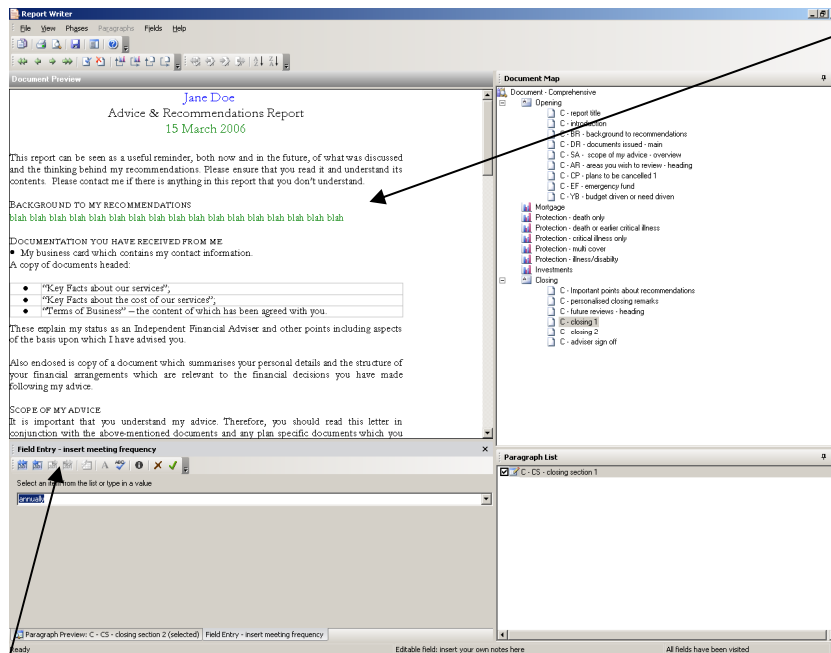 Report Writer
File View Phases Paragraphs Fields Help
Document Preview
Jane Doe
Advice & Recommendations Report
15 March 2006
This report can be seen as a useful reminder, both now and in the future, of what was discussed
and the thinking behind my recommendations. Please ensure that you read it and understand its
contents. Please contact me if there is anything in this report that you don't understand.
BACKGROUND TO MY RECOMMENDATIONS
blah blah blah blah blah blah blah blah blah blah blah blah blah blah blah blah blah
DOCUMENTATION YOU HAVE RECEIVED FROM ME
• My business card which contains my contact information.
A copy of documents headed:
• "Key Facts about our services";
• "Key Facts about the cost of our services";
• "Terms of Business" – the content of which has been agreed with you.
These explain my status as an Independent Financial Adviser and other points including aspects
of the basis upon which I have advised you.
Also enclosed is copy of a document which summarises your personal details and the structure of
your financial arrangements which are relevant to the financial decisions you have made
following my advice.
SCOPE OF MY ADVICE
It is important that you understand my advice. Therefore, you should read this letter in
conjunction with the above-mentioned documents and any plan specific documents which you
Field Entry - insert meeting frequency
Select an item from the list or type in a value
annually
Paragraph Preview: C - CS - closing section 2 (selected) Field Entry - insert meeting frequency
Document Map
Document - Comprehensive
Opening
C - report title
C - introduction
C - BR - background to recommendations
C - DR - documents issued - main
C - SA - scope of my advice - overview
C - AR - areas you wish to review - heading
C - CP - plans to be cancelled 1
C - EF - emergency fund
C - YB - budget driven or need driven
Mortgage
Protection - death only
Protection - death or earlier critical illness
Protection - critical illness only
Protection - multi cover
Protection - illness/disabilty
Investments
Closing
C - Important points about recommendations
C - personalised closing remarks
C - future reviews - heading
C - closing 1
C closing 2
C - adviser sign off
Paragraph List
C - CS - closing section 1
Ready Editable field: insert your own notes here All fields have been visited